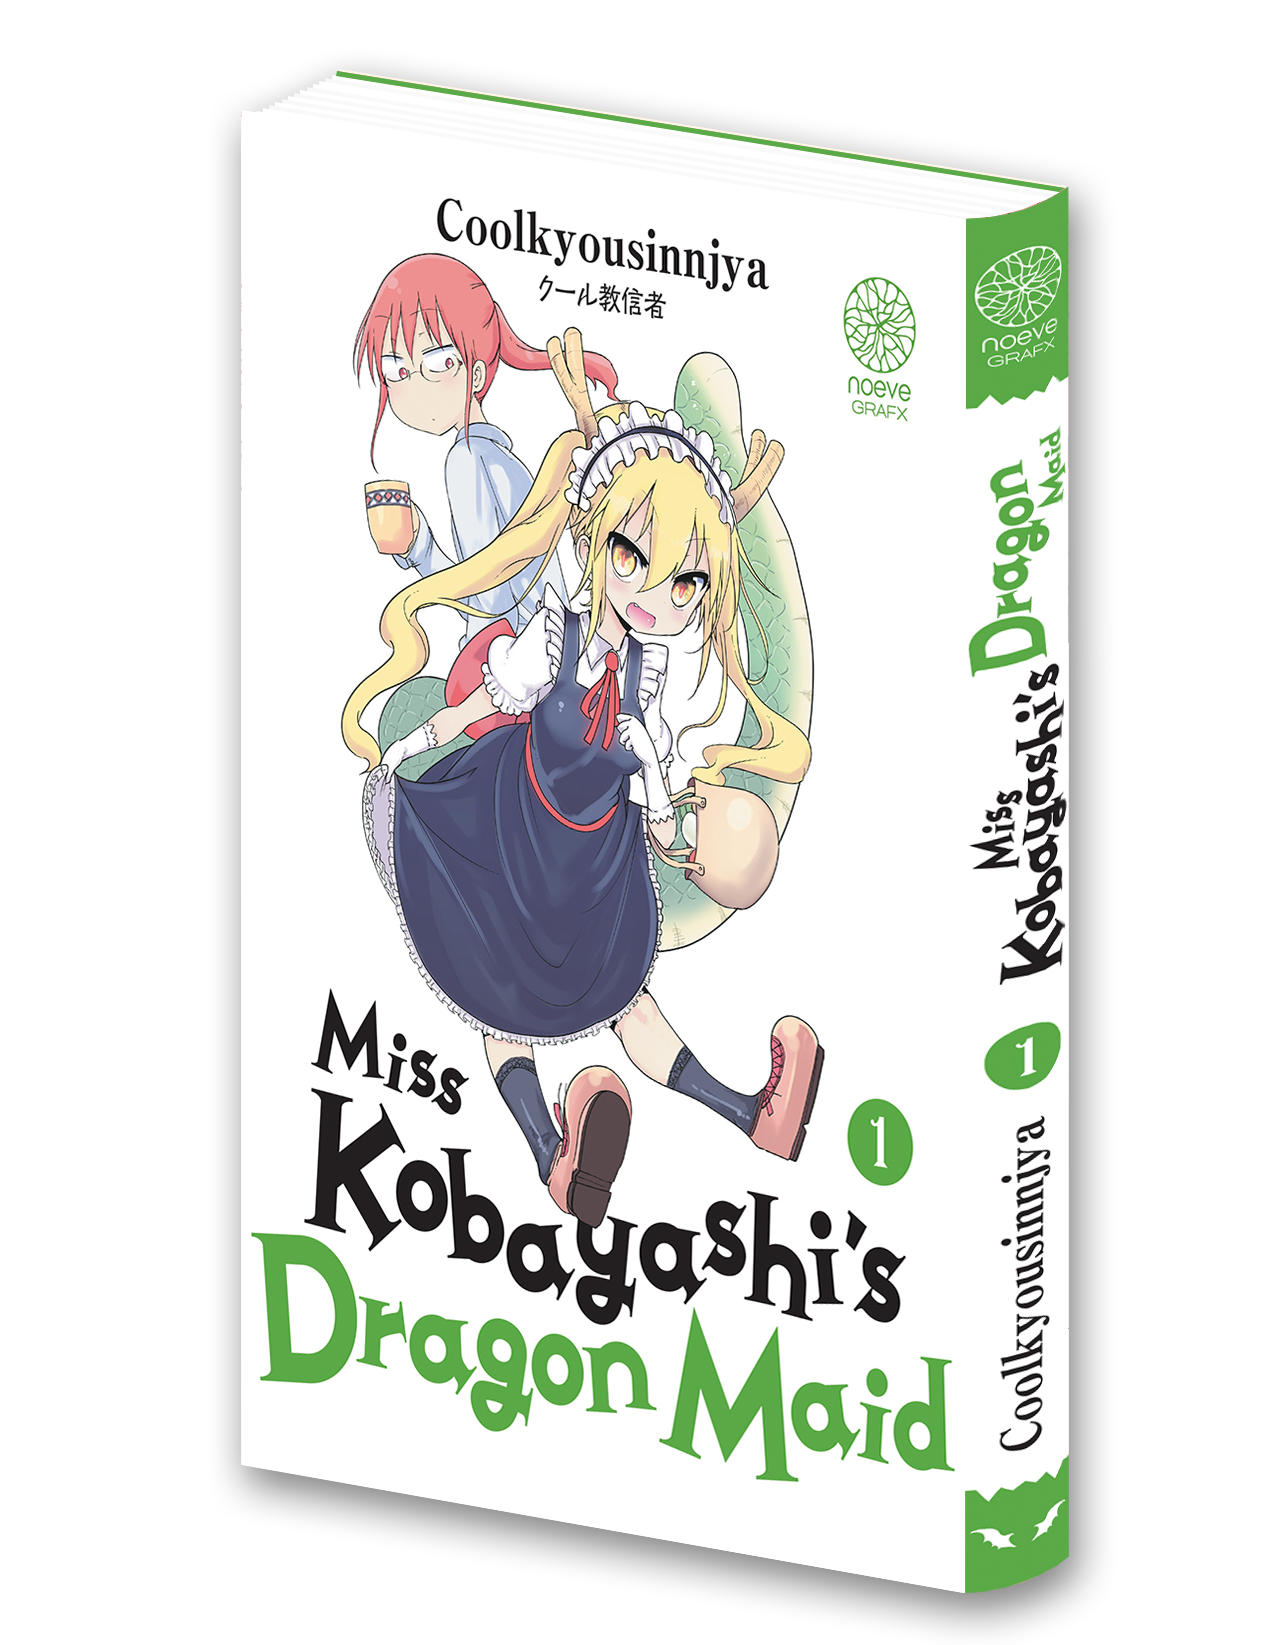 Coolkyousinnjya
クール教信者
noeve
GRAFX
Miss
1
Kobayashi's
Dragon Maid
noeve
GRAFX
Miss
Kobayashi's
Dragon
Maid
1
Coolkyousinnjya